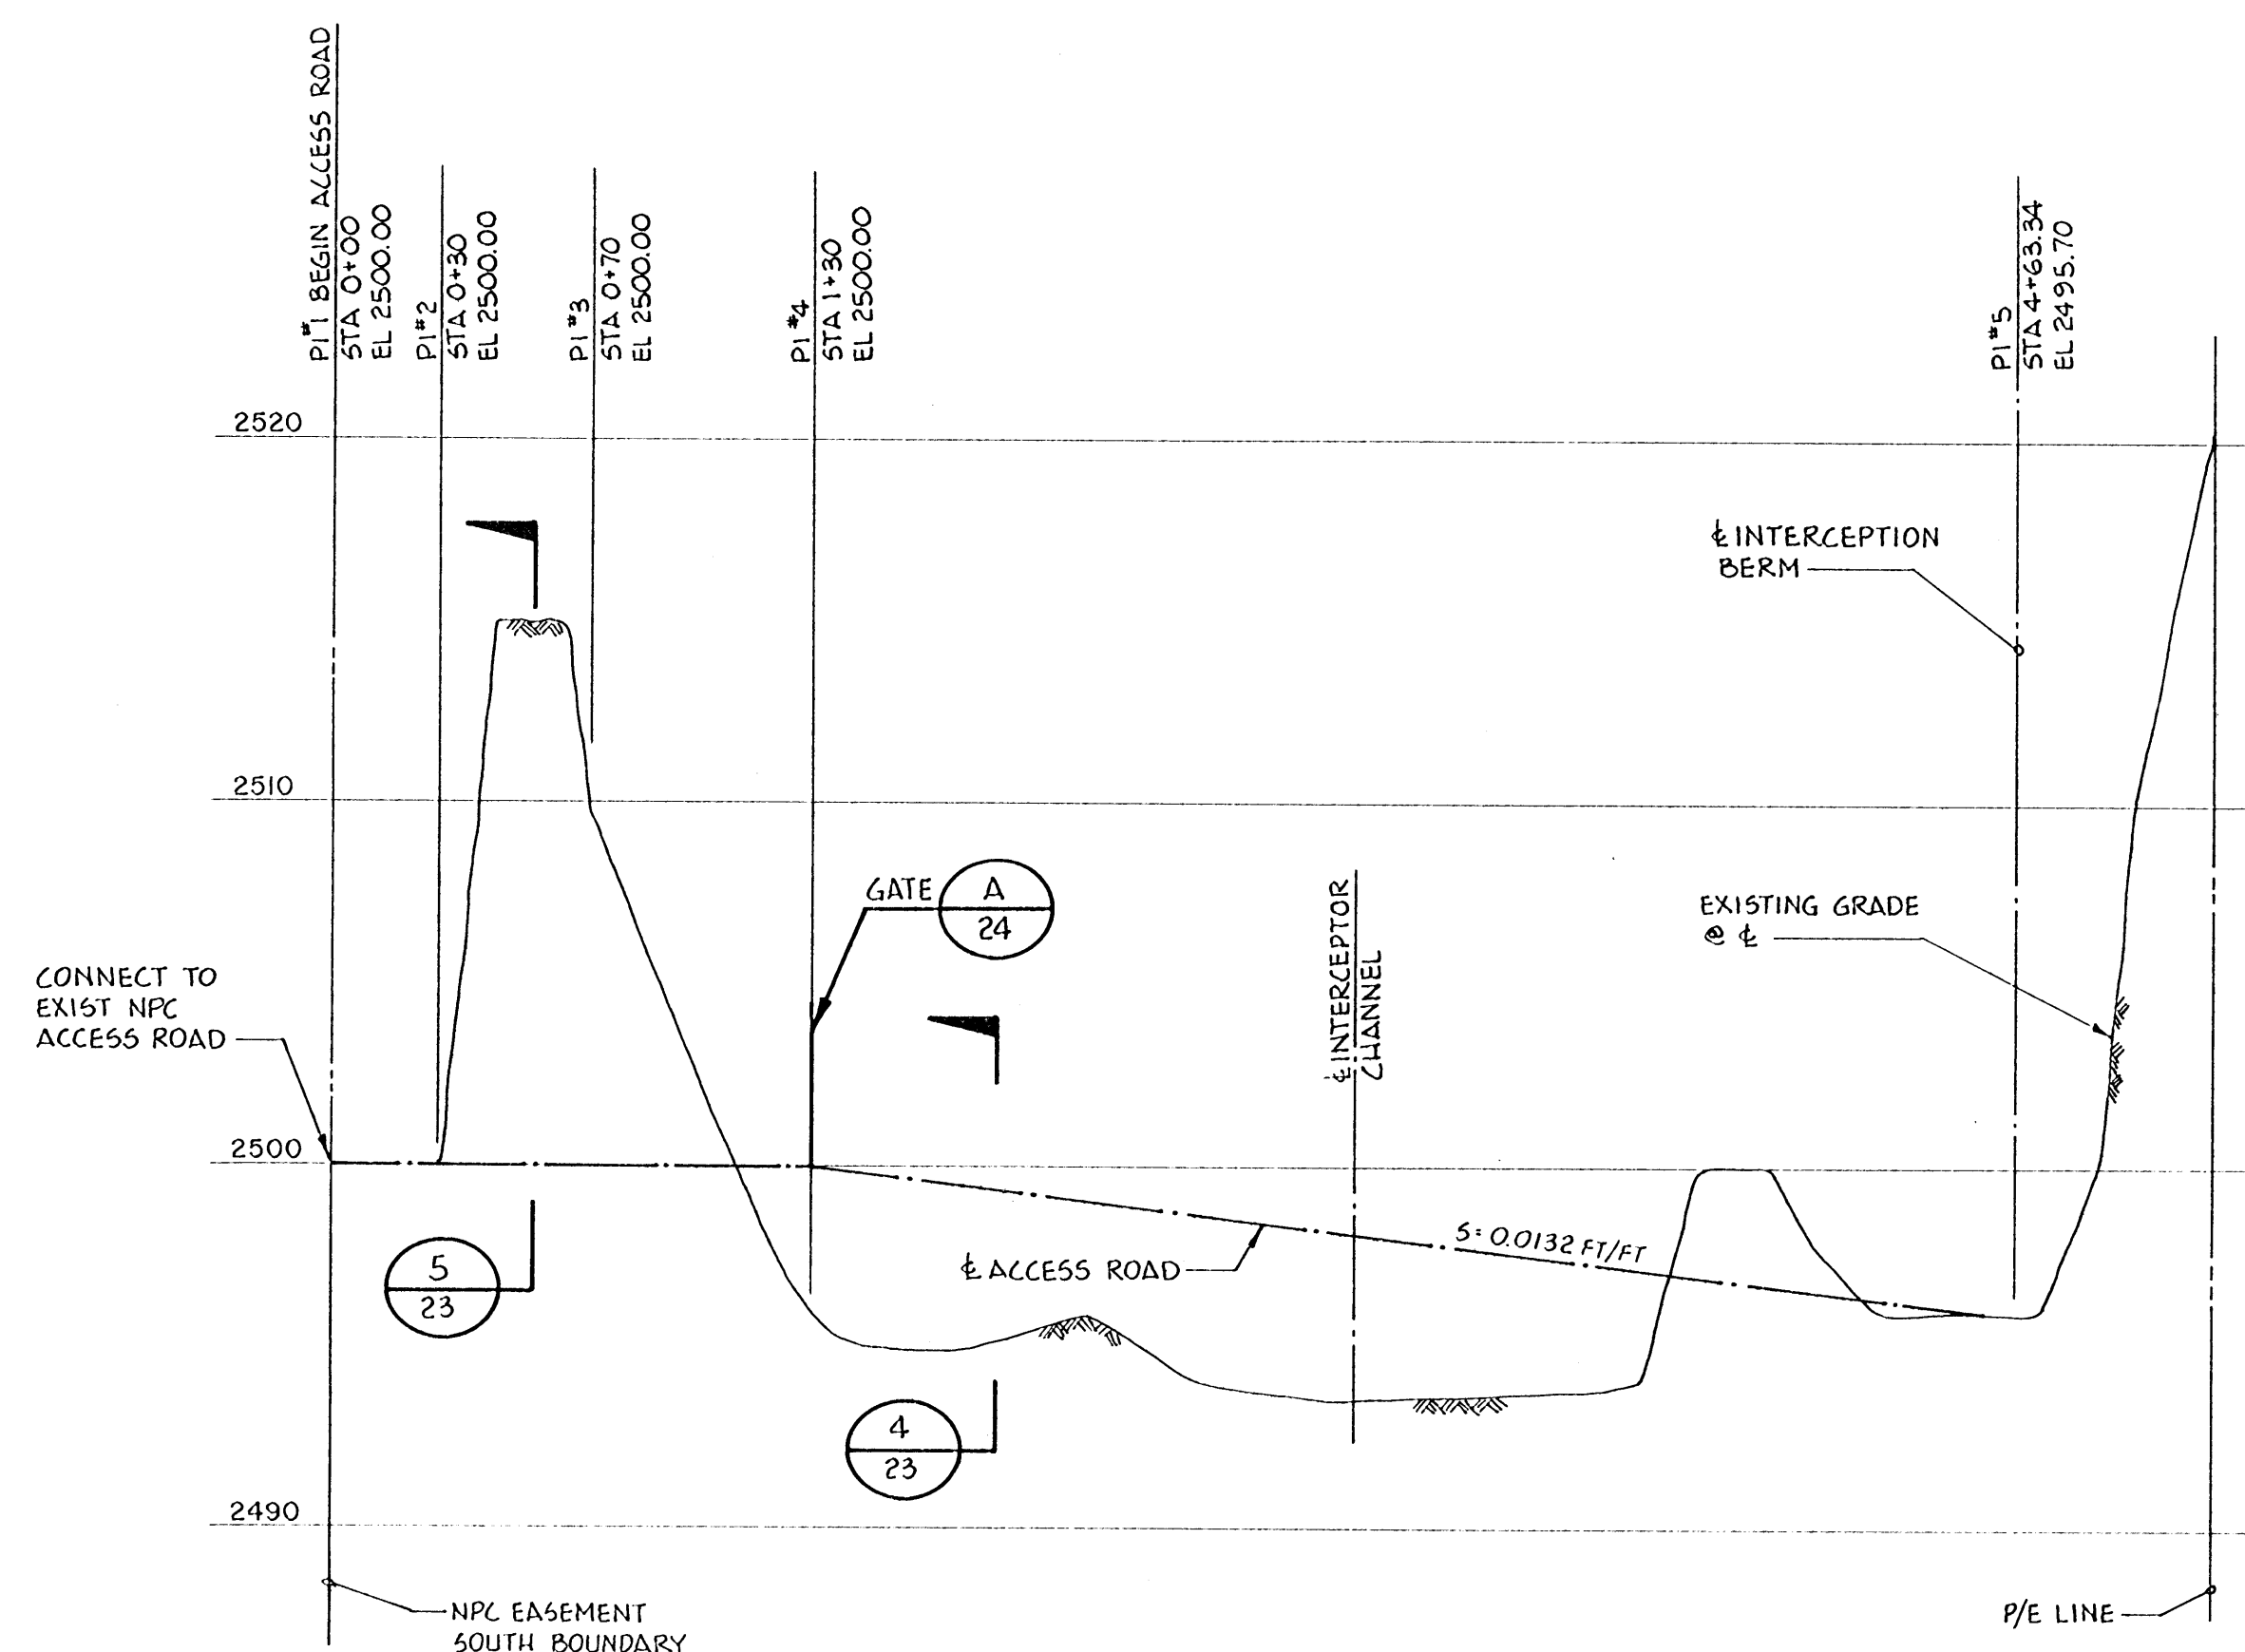 PI #1 BEGIN ACCESS ROAD
STA 0+00
EL 2500.00
PI #2
STA 0+30
EL 2500.00
PI #3
STA 0+70
EL 2500.00
PI #4
STA 1+30
EL 2500.00
PI #5
STA 4+63.34
EL 2495.70
2520
℄ INTERCEPTION
BERM
2510
GATE
A
24
EXISTING GRADE
@ ℄
℄ INTERCEPTOR
CHANNEL
CONNECT TO
EXIST NPC
ACCESS ROAD
2500
S=0.0132 FT/FT
℄ ACCESS ROAD
5
23
4
23
2490
NPC EASEMENT
SOUTH BOUNDARY
P/E LINE